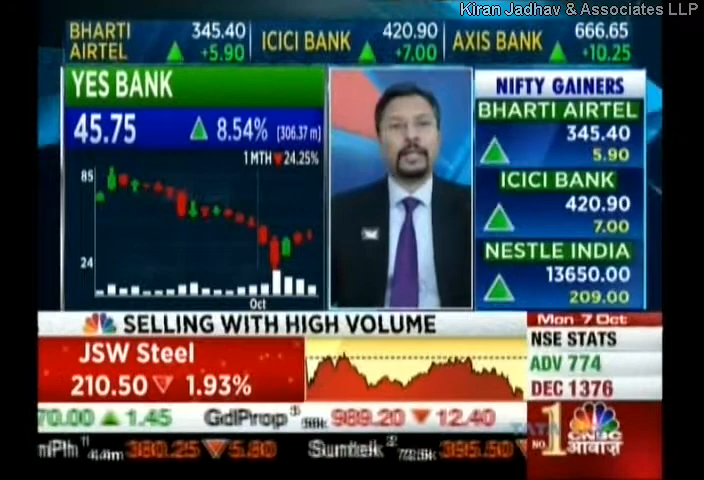 Kiran Jadhav & Associates LLP
BHARTI AIRTEL 345.40 +5.90
ICICI BANK 420.90 +7.00
AXIS BANK 666.65 +10.25
YES BANK
45.75 8.54% (306.37 m)
1 MTH 24.25%
85
24
Oct
NIFTY GAINERS
BHARTI AIRTEL
345.40
5.90
ICICI BANK
420.90
7.00
NESTLE INDIA
13650.00
209.00
SELLING WITH HIGH VOLUME
JSW Steel
210.50 1.93%
Mon 7 Oct
NSE STATS
ADV 774
DEC 1376
70.00 1.45 GdlProp 989.20 12.40
380.25 5.80 395.50
NO. 1
CNBC
आवाज़